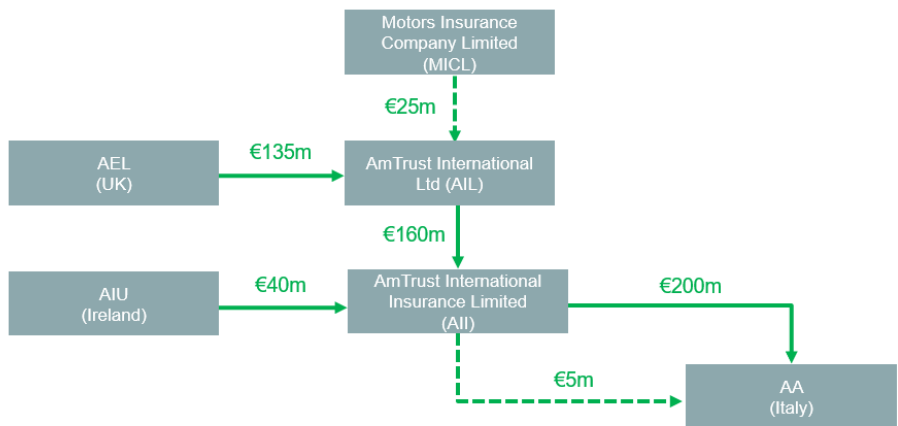 Motors Insurance
Company Limited
(MICL)
€25m
AEL
(UK)
€135m
AmTrust International
Ltd (AIL)
€160m
AIU
(Ireland)
€40m
AmTrust International
Insurance Limited
(AII)
€200m
€5m
AA
(Italy)